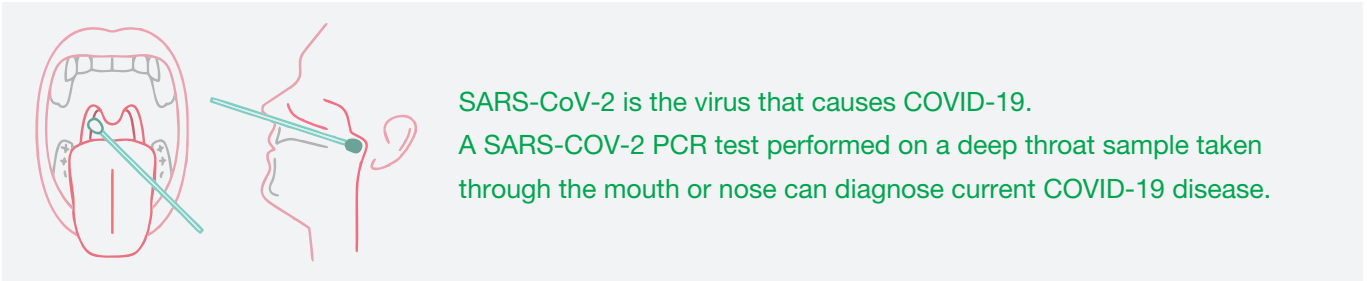 SARS-CoV-2 is the virus that causes COVID-19.
A SARS-COV-2 PCR test performed on a deep throat sample taken
through the mouth or nose can diagnose current COVID-19 disease.